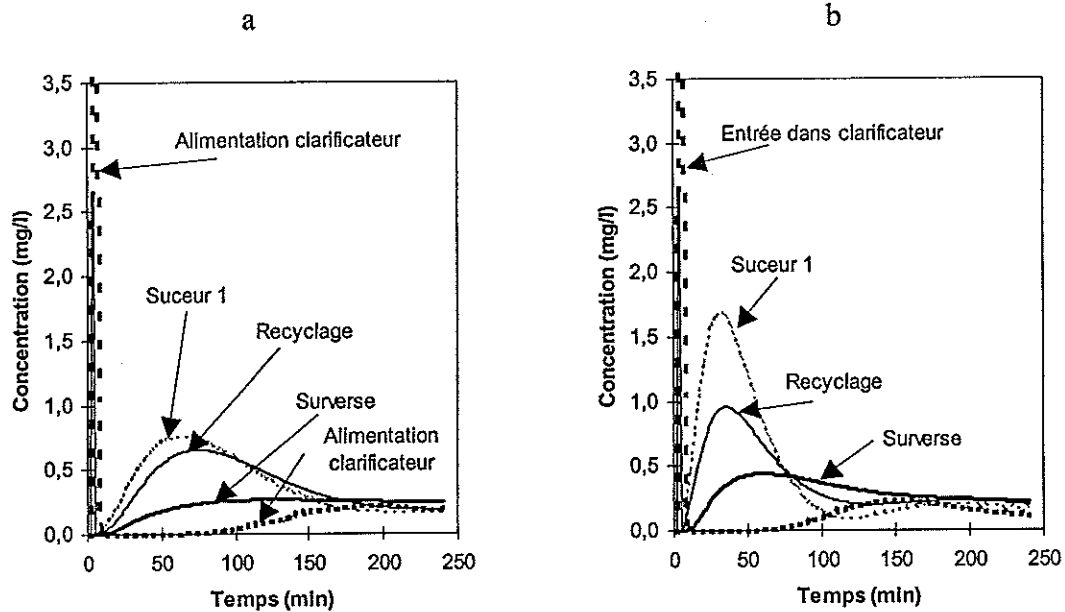 a
3,5
3,0
2,5
2,0
1,5
1,0
0,5
0,0
Concentration (mg/l)
Alimentation clarificateur
Suceur 1
Recyclage
Surverse
Alimentation
clarificateur
0
50
100
150
200
250
Temps (min)
b
3,5
3,0
2,5
2,0
1,5
1,0
0,5
0,0
Concentration (mg/l)
Entrée dans clarificateur
Suceur 1
Recyclage
Surverse
0
50
100
150
200
250
Temps (min)